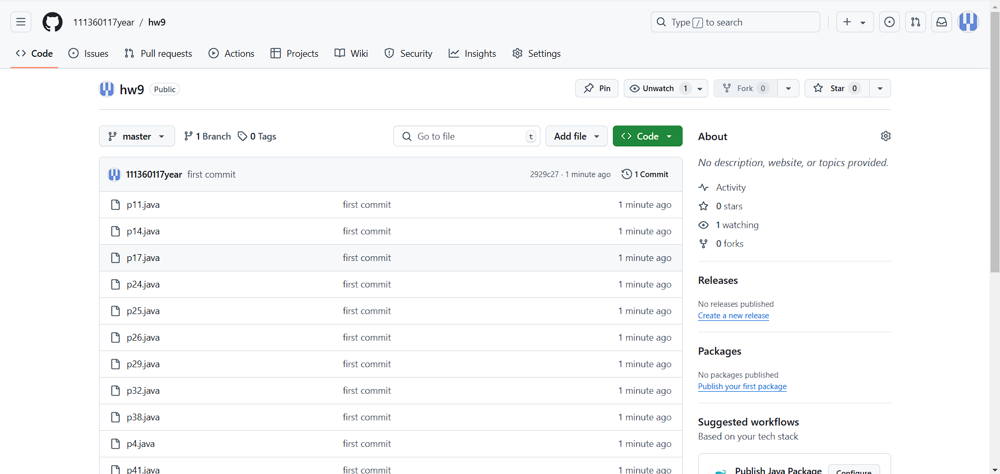 111360117year / hw9
Type / to search
Code Issues Pull requests Actions Projects Wiki Security Insights Settings
hw9 Public
Pin Unwatch 1 Fork 0 Star 0
master 1 Branch 0 Tags
Go to file t
Add file
Code
111360117year first commit 2929c27 · 1 minute ago 1 Commit
p11.java first commit 1 minute ago
p14.java first commit 1 minute ago
p17.java first commit 1 minute ago
p24.java first commit 1 minute ago
p25.java first commit 1 minute ago
p26.java first commit 1 minute ago
p29.java first commit 1 minute ago
p32.java first commit 1 minute ago
p38.java first commit 1 minute ago
p4.java first commit 1 minute ago
p41.java first commit 1 minute ago
About
No description, website, or topics provided.
Activity
0 stars
1 watching
0 forks
Releases
No releases published
Create a new release
Packages
No packages published
Publish your first package
Suggested workflows
Based on your tech stack
Publish Java Package Configure